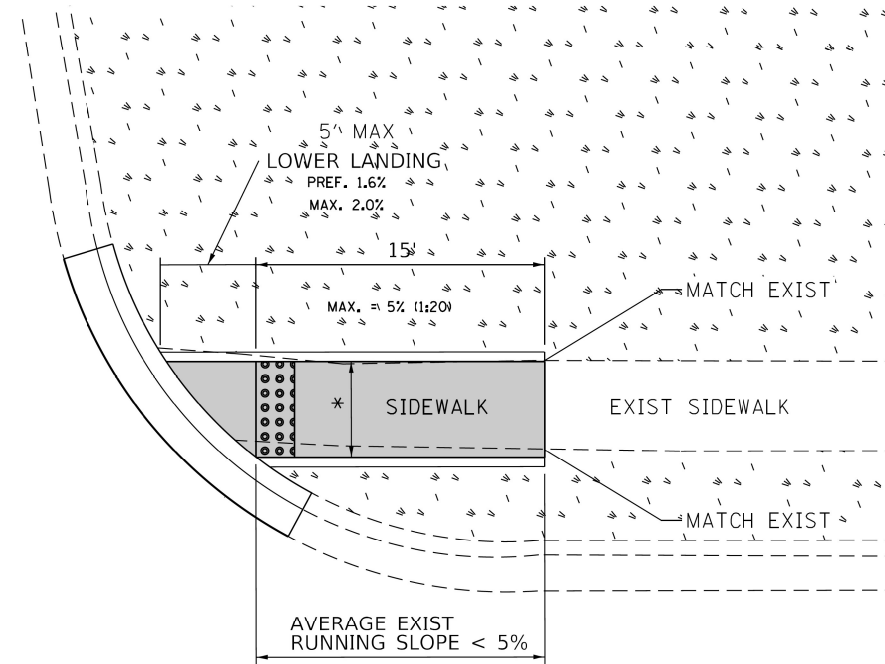 5' MAX
LOWER LANDING
PREF. 1.6%
MAX. 2.0%
15'
MAX. = 5% (1:20)
MATCH EXIST
* SIDEWALK
EXIST SIDEWALK
MATCH EXIST
AVERAGE EXIST
RUNNING SLOPE < 5%